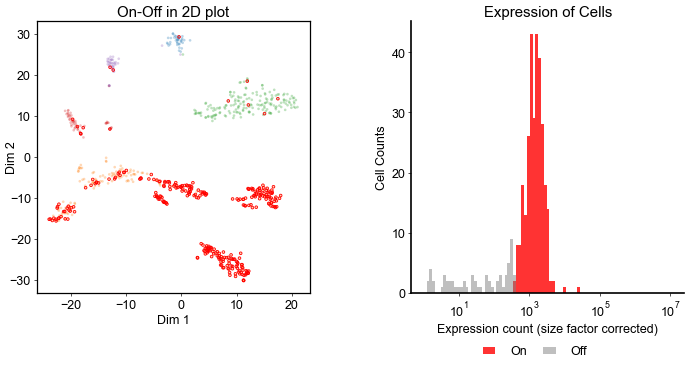 On-Off in 2D plot
30
20
10
0
−10
−20
−30
Dim 2
−20 −10 0 10 20
Dim 1
Expression of Cells
40
30
20
10
0
Cell Counts
10^1 10^3 10^5 10^7
Expression count (size factor corrected)
On Off